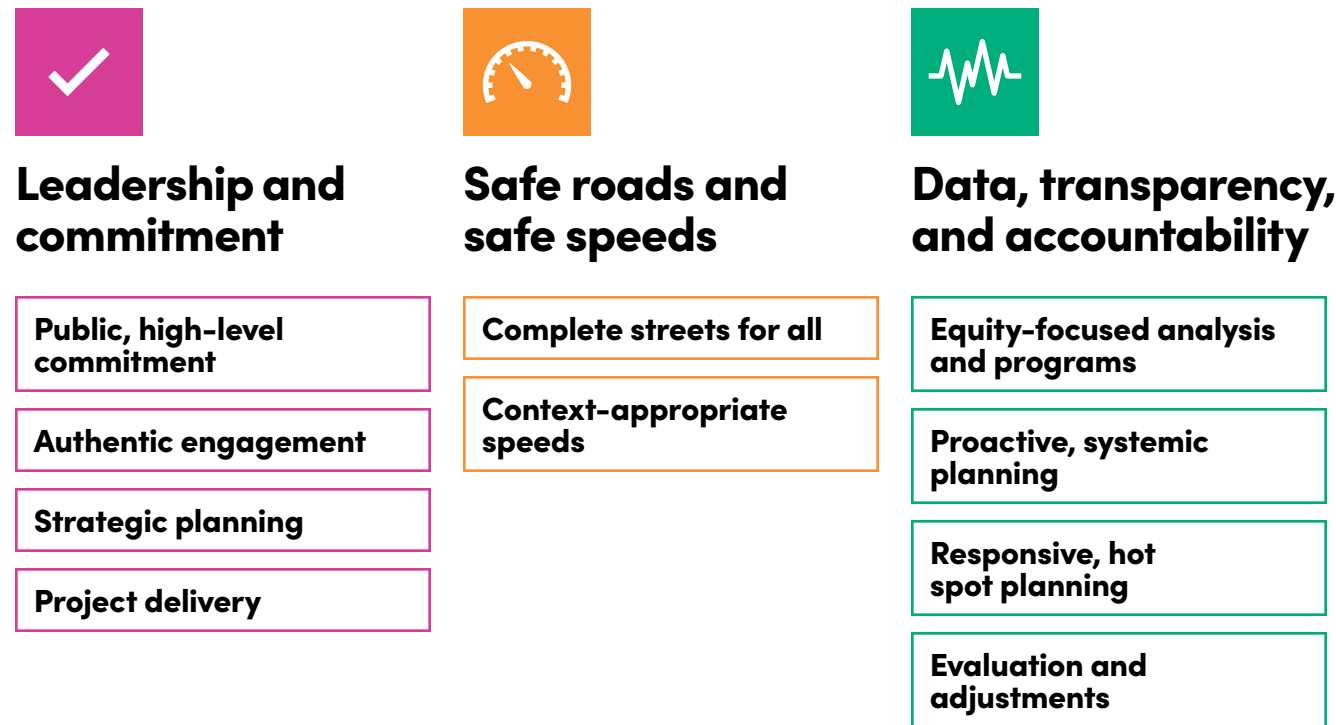 Leadership and
commitment
Public, high-level
commitment
Authentic engagement
Strategic planning
Project delivery
Safe roads and
safe speeds
Complete streets for all
Context-appropriate
speeds
Data, transparency,
and accountability
Equity-focused analysis
and programs
Proactive, systemic
planning
Responsive, hot
spot planning
Evaluation and
adjustments